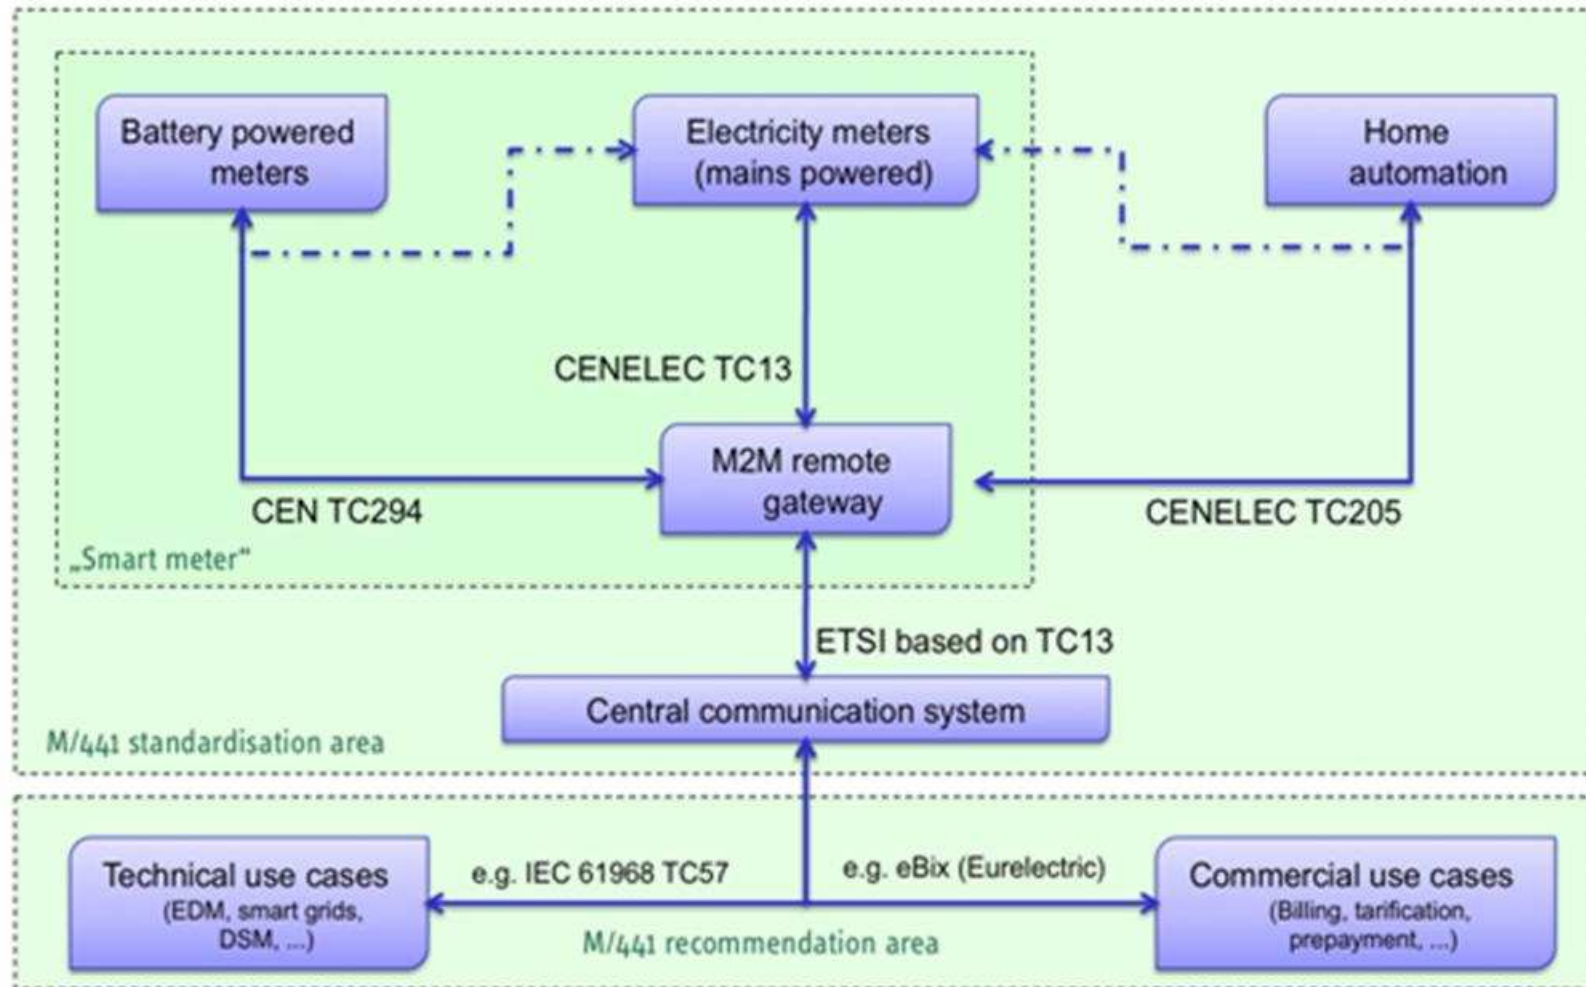 Battery powered
meters
Electricity meters
(mains powered)
Home
automation
CENELEC TC13
M2M remote
gateway
CEN TC294
CENELEC TC205
„Smart meter“
ETSI based on TC13
Central communication system
M/441 standardisation area
Technical use cases
(EDM, smart grids,
DSM, ...)
e.g. IEC 61968 TC57
e.g. eBix (Eurelectric)
Commercial use cases
(Billing, tarification,
prepayment, ...)
M/441 recommendation area